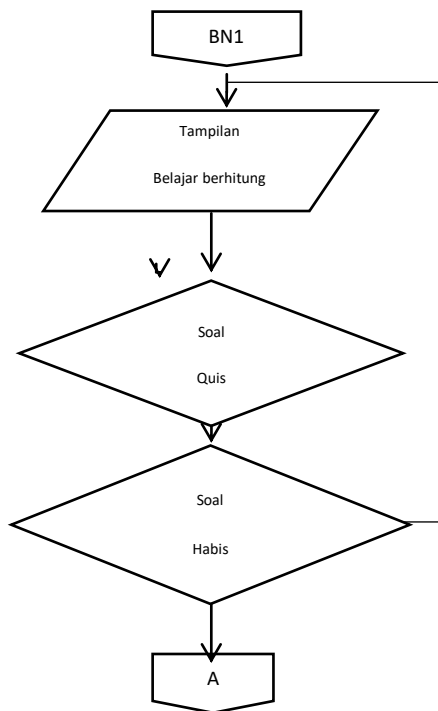 BN1
Tampilan
Belajar berhitung
Soal
Quis
Soal
Habis
A